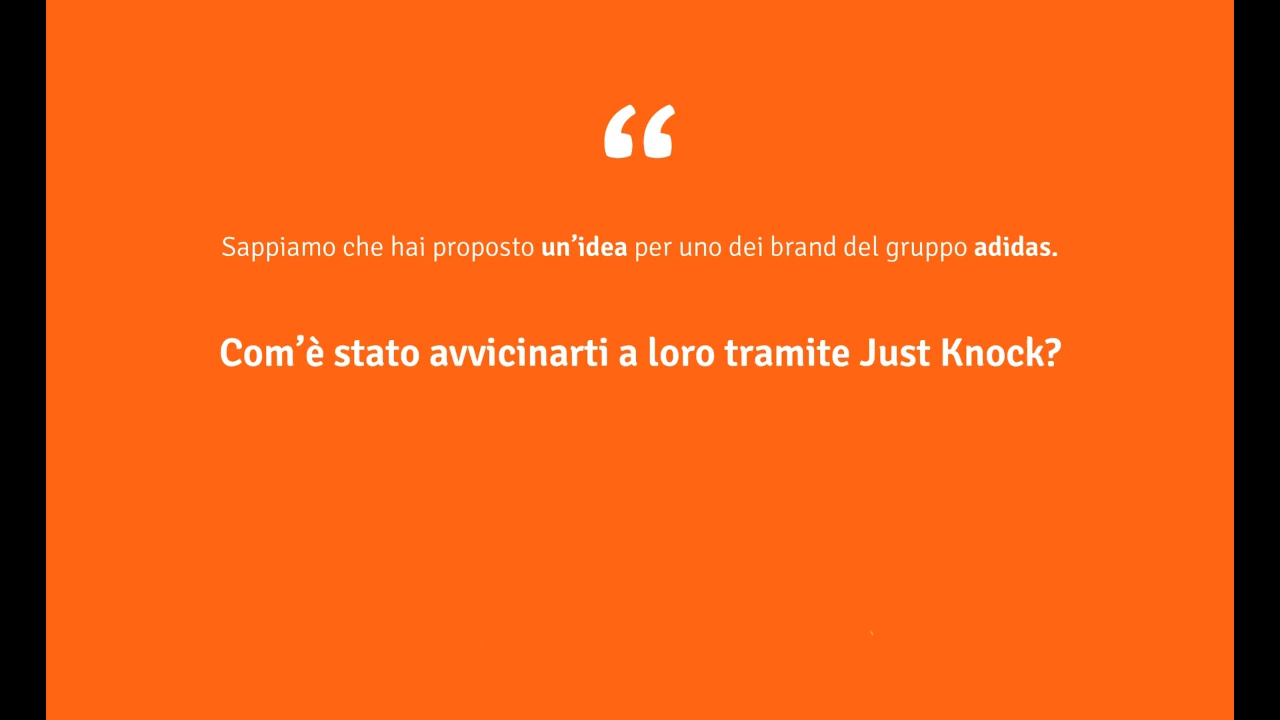 “
Sappiamo che hai proposto un’idea per uno dei brand del gruppo adidas.
Com’è stato avvicinarti a loro tramite Just Knock?